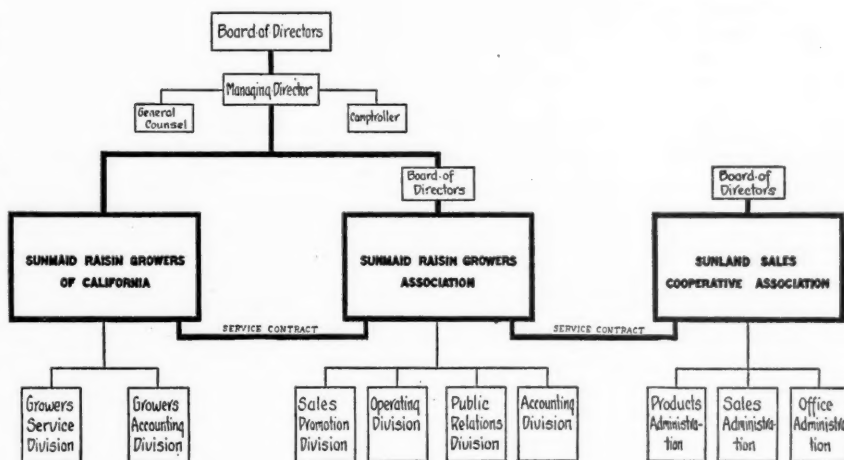 Board of Directors
Managing Director
General
Counsel
Comptroller
Board of
Directors
Board of
Directors
SUNMAID RAISIN GROWERS
OF CALIFORNIA
SUNMAID RAISIN GROWERS
ASSOCIATION
SUNLAND SALES
COOPERATIVE ASSOCIATION
SERVICE CONTRACT
SERVICE CONTRACT
Growers
Service
Division
Growers
Accounting
Division
Sales
Promotion
Division
Operating
Division
Public
Relations
Division
Accounting
Division
Products
Administra-
tion
Sales
Administra-
tion
Office
Administra-
tion